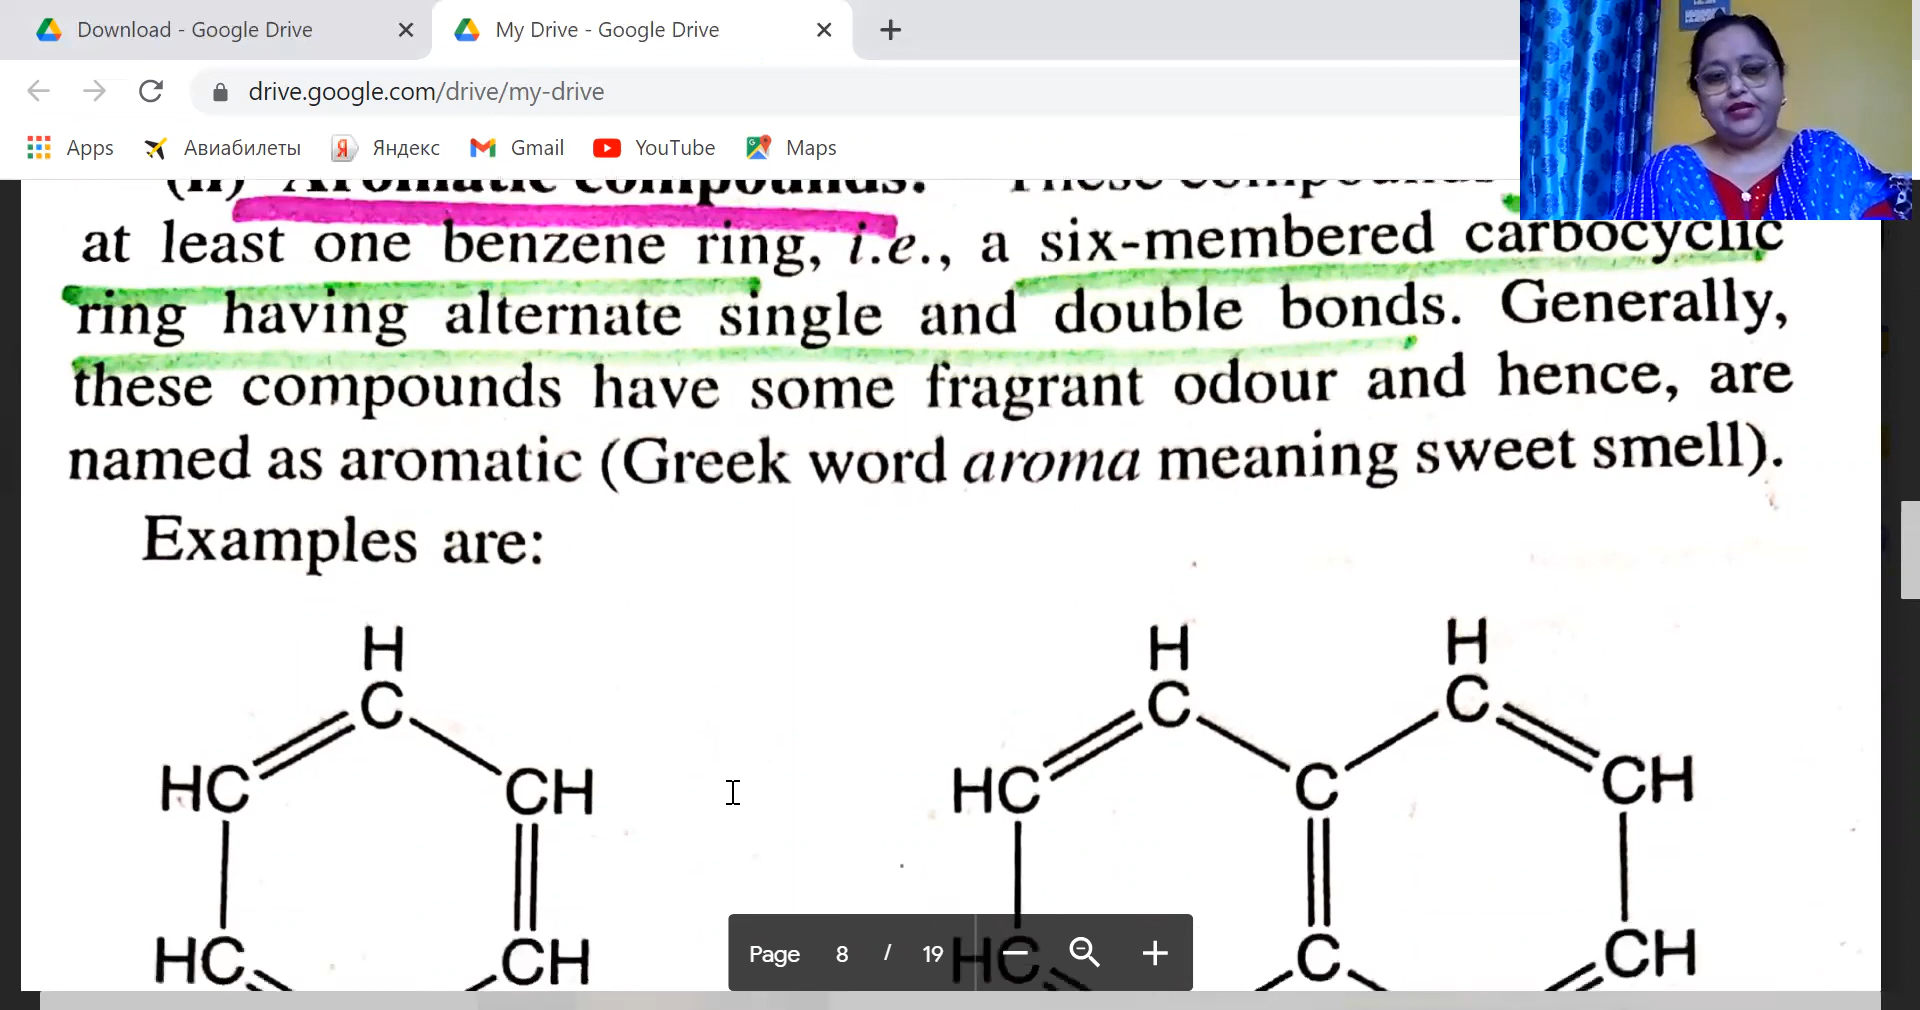 Download - Google Drive
My Drive - Google Drive
drive.google.com/drive/my-drive
Apps
Авиабилеты
Яндекс
Gmail
YouTube
Maps
(ii) Aromatic compounds. These compounds
at least one benzene ring, i.e., a six-membered carbocyclic
ring having alternate single and double bonds. Generally,
these compounds have some fragrant odour and hence, are
named as aromatic (Greek word aroma meaning sweet smell).
Examples are:
H H H
C C C
HC CH HC C CH
HC CH HC C CH
Page 8 / 19